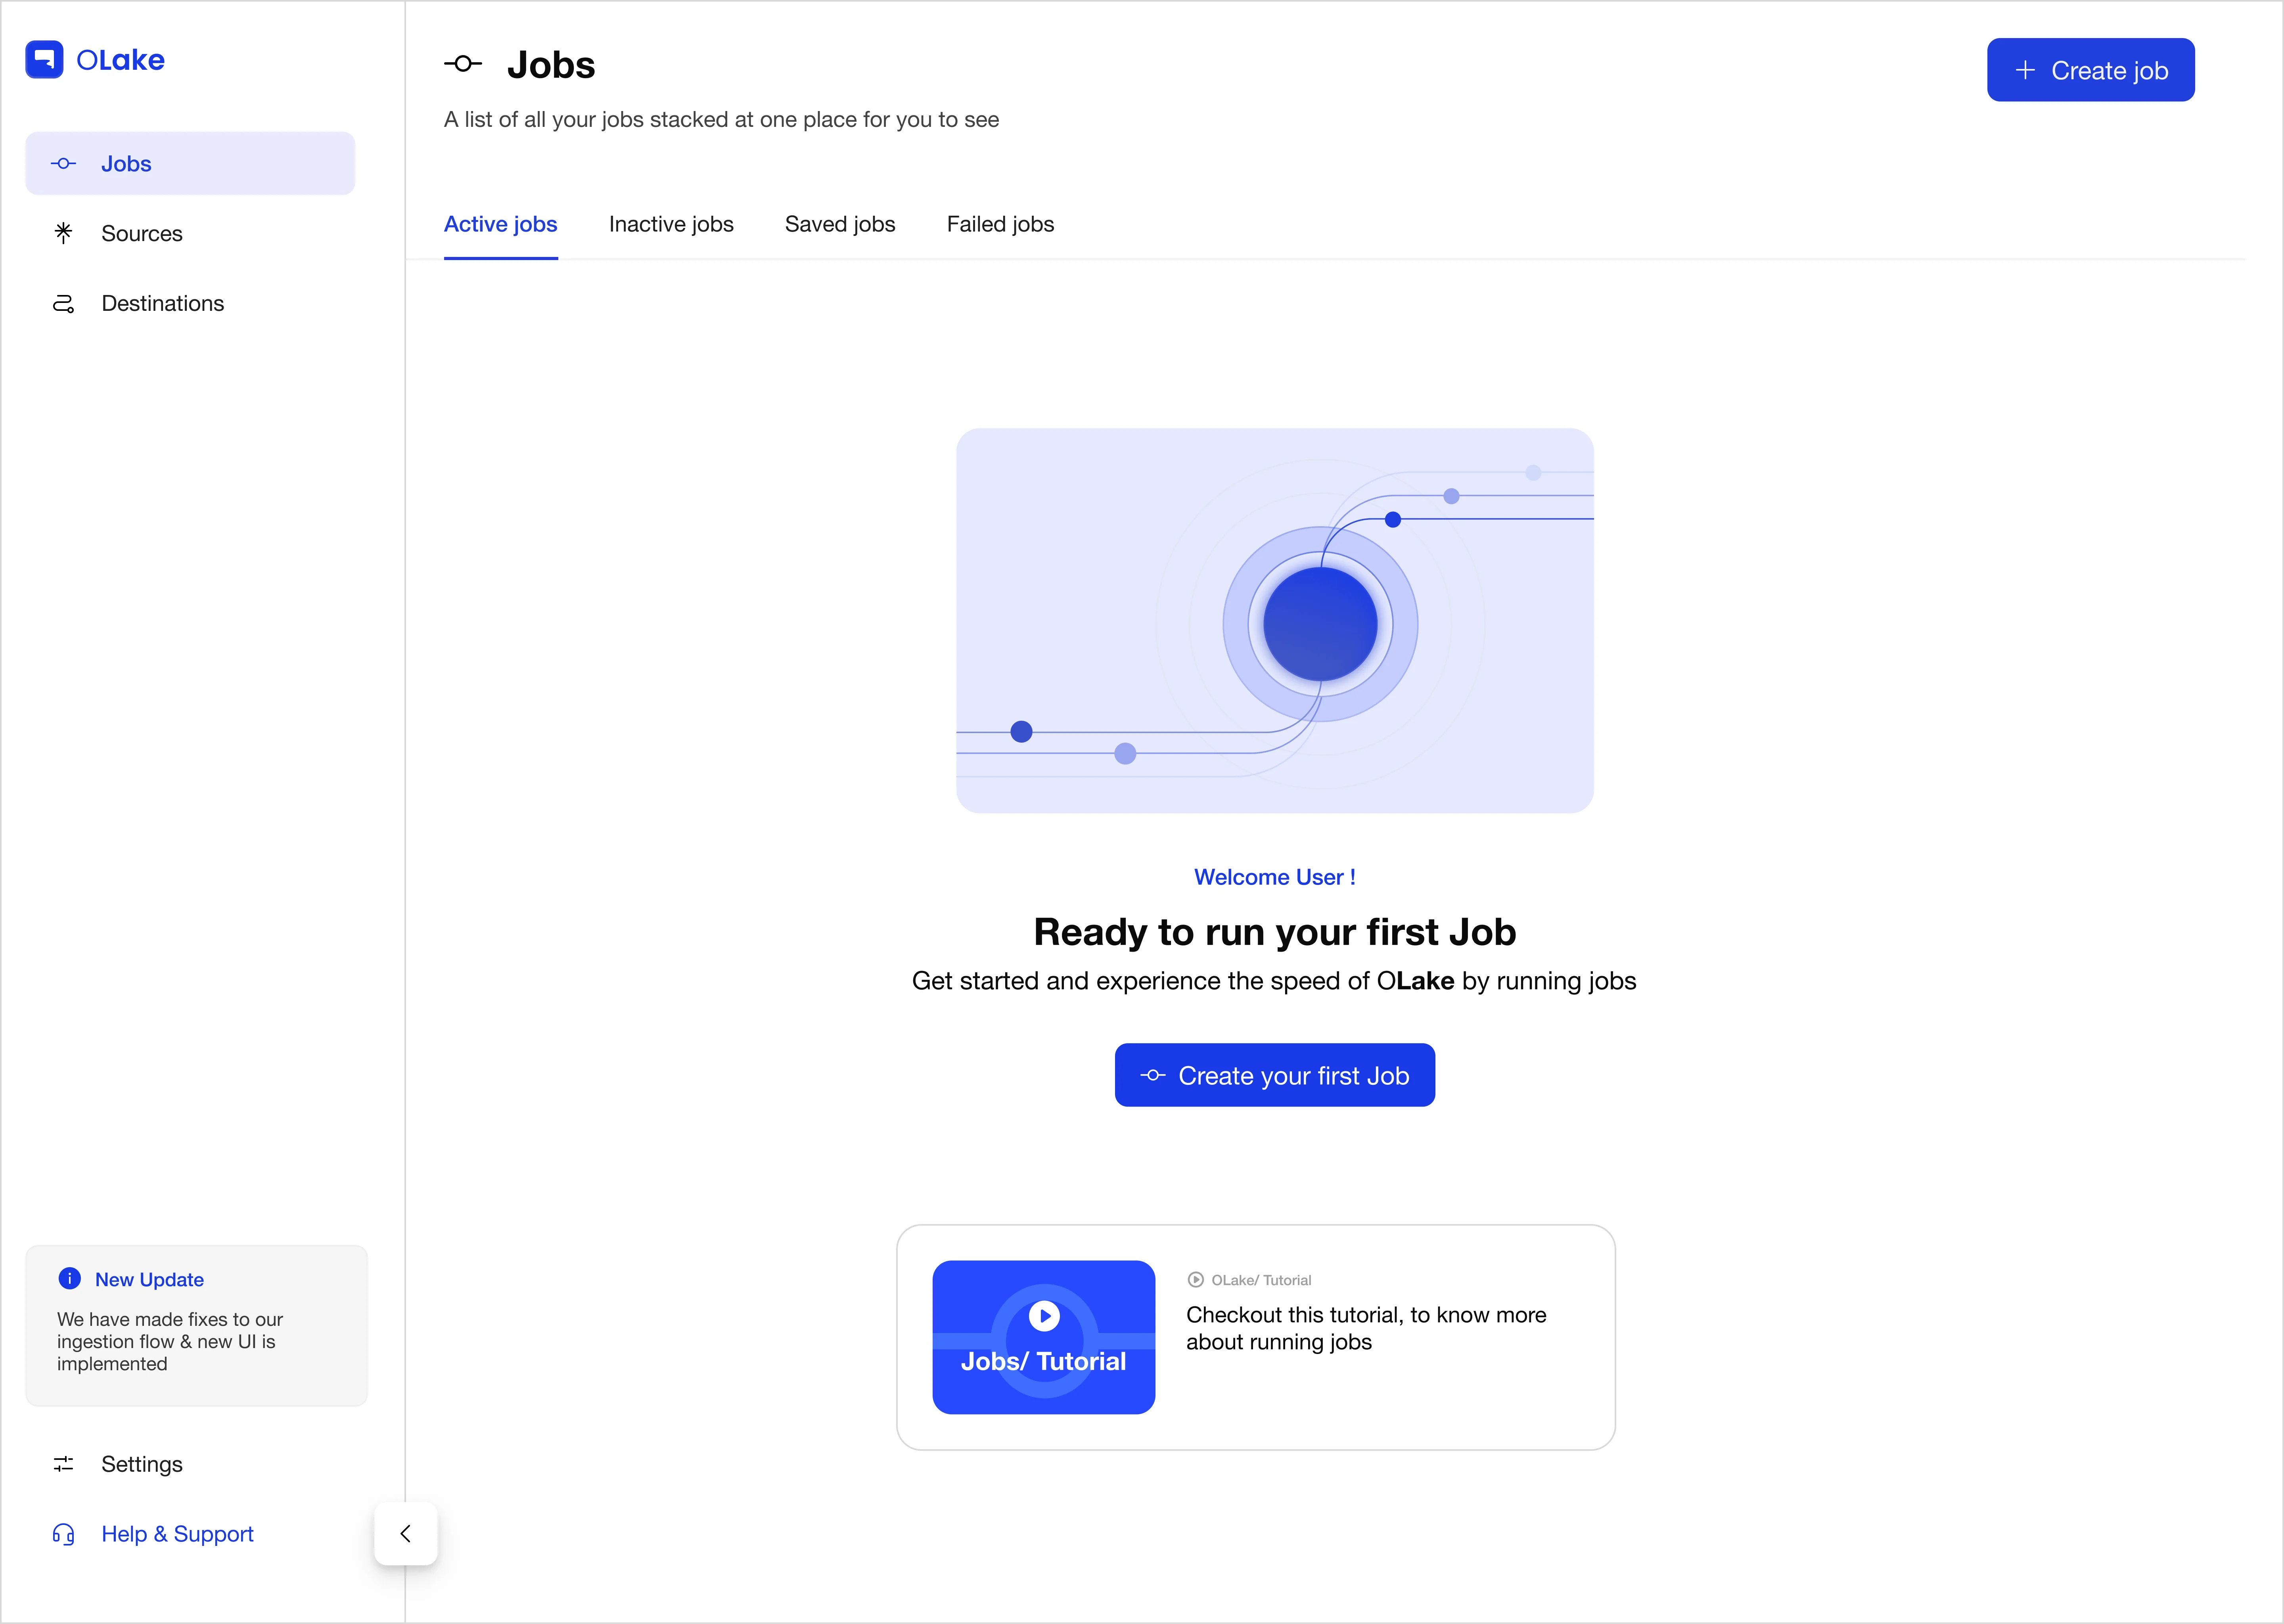 OLake
Jobs
Sources
Destinations
New Update
We have made fixes to our
ingestion flow & new UI is
implemented
Settings
Help & Support
Jobs
A list of all your jobs stacked at one place for you to see
Create job
Active jobs
Inactive jobs
Saved jobs
Failed jobs
Welcome User !
Ready to run your first Job
Get started and experience the speed of OLake by running jobs
Create your first Job
Jobs/ Tutorial
OLake/ Tutorial
Checkout this tutorial, to know more
about running jobs